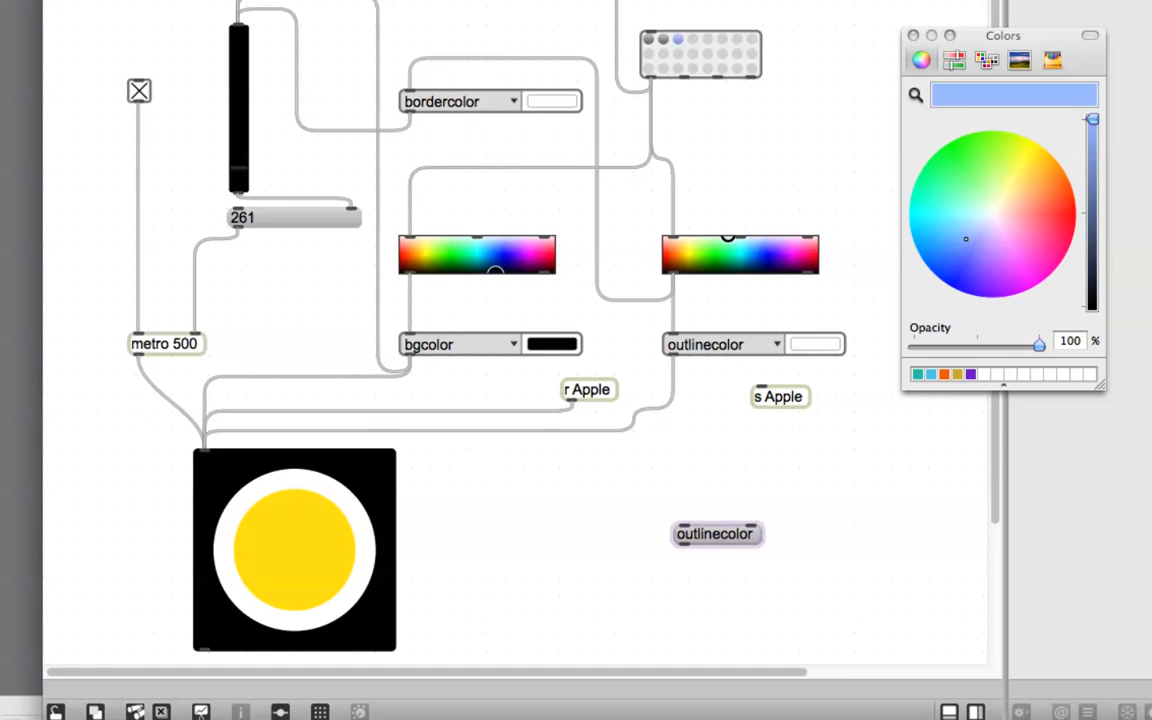 Colors
bordercolor
261
Opacity
100 %
metro 500
bgcolor
outlinecolor
r Apple
s Apple
outlinecolor